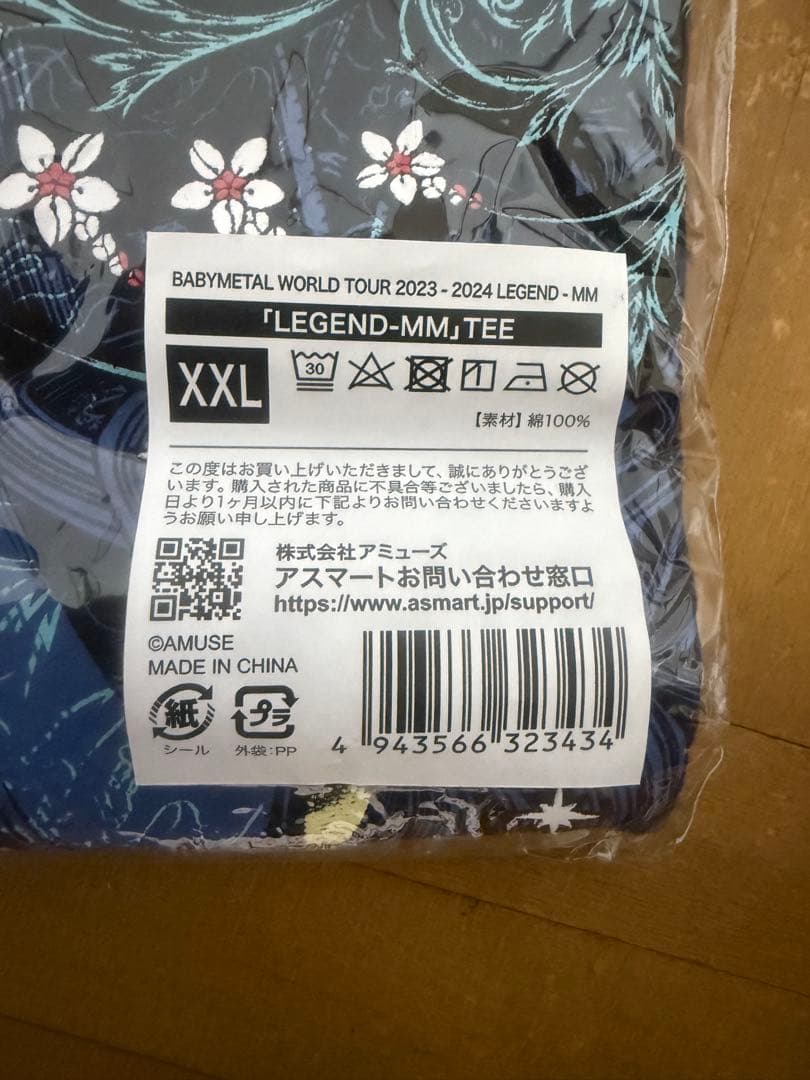 BABYMETAL WORLD TOUR 2023 - 2024 LEGEND - MM
「LEGEND-MM」TEE
XXL
30
【素材】綿100%
この度はお買い上げいただきまして、誠にありがとうござ
います。購入された商品に不具合等ございましたら、購入
日より1ヶ月以内に下記よりお問い合わせくださいますよ
うお願い申し上げます。
株式会社アミューズ
アスマートお問い合わせ窓口
https://www.asmart.jp/support/
©AMUSE
MADE IN CHINA
紙
プラ
シール
外袋:PP
4 943566 323434